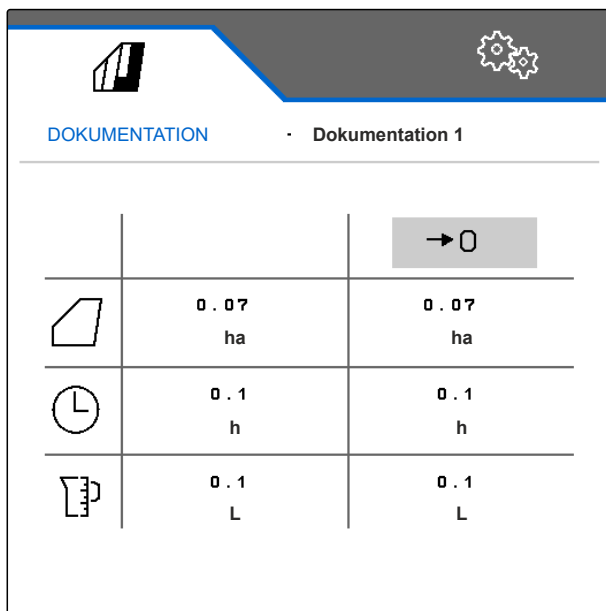 DOKUMENTATION · Dokumentation 1
→0
0.07 0.07
ha ha
0.1 0.1
h h
0.1 0.1
L L